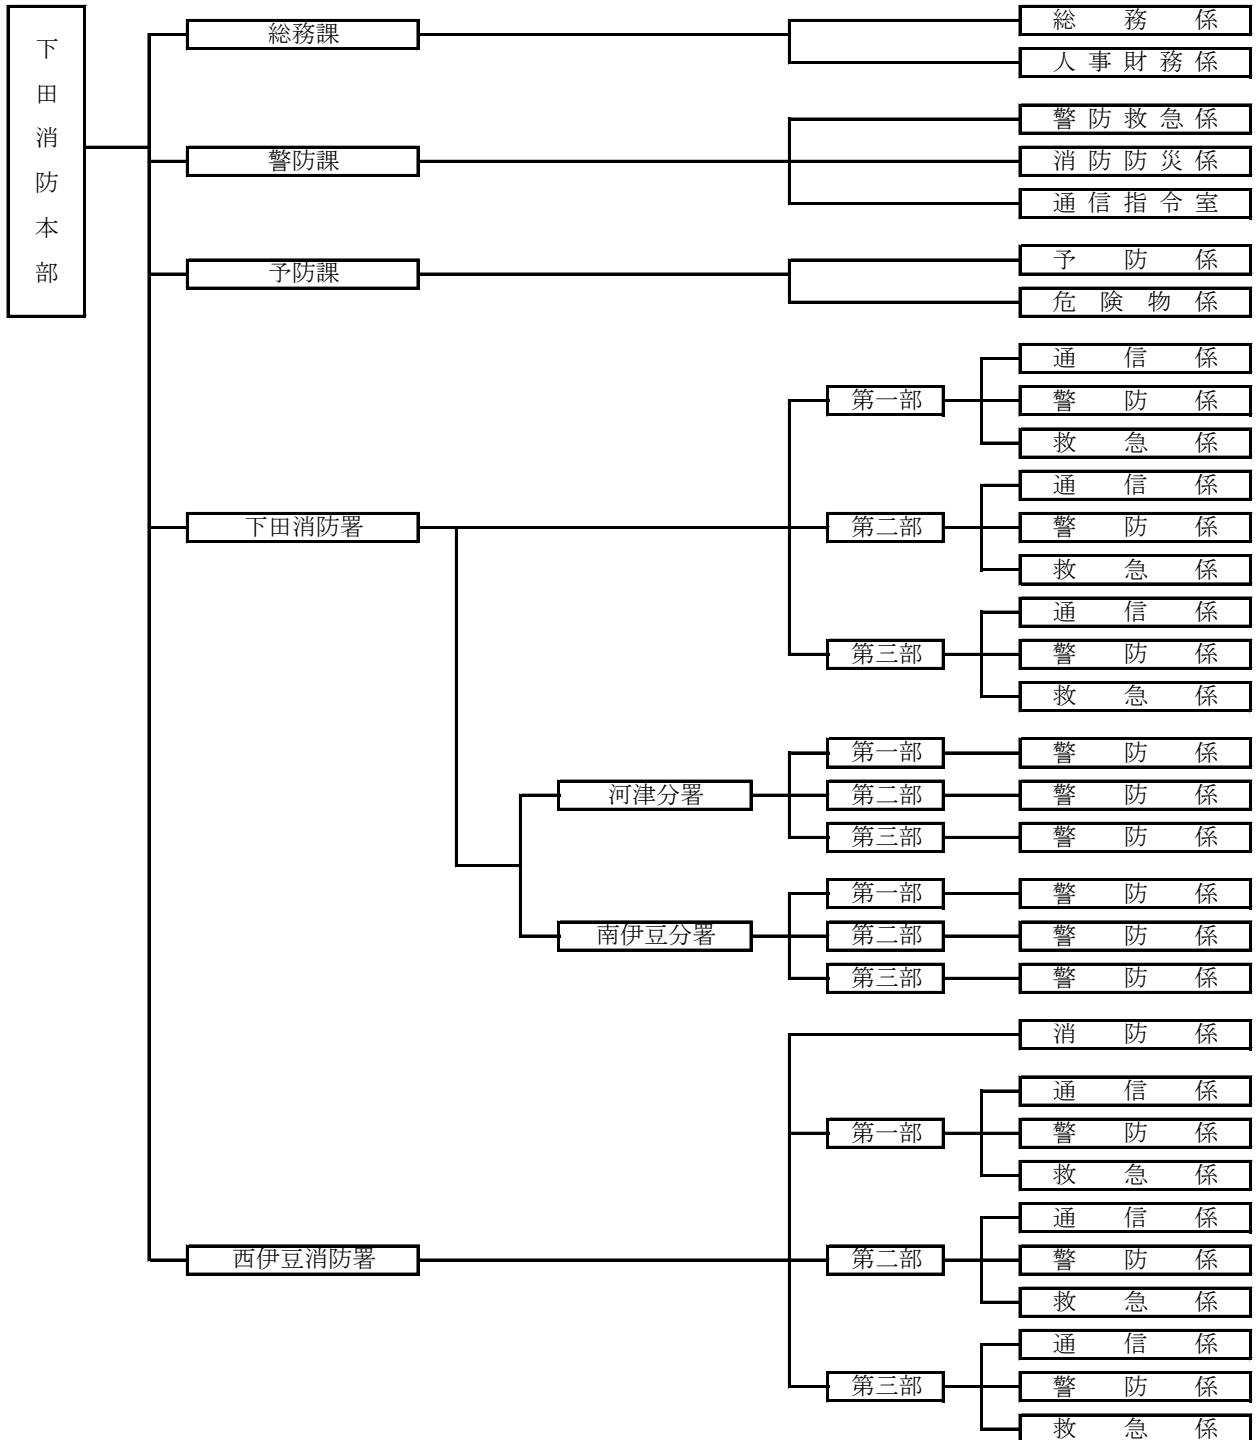 下田消防本部
総務課
総務係
人事財務係
警防課
警防救急係
消防防災係
通信指令室
予防課
予防係
危険物係
下田消防署
第一部
通信係
警防係
救急係
第二部
通信係
警防係
救急係
第三部
通信係
警防係
救急係
河津分署
第一部
警防係
第二部
警防係
第三部
警防係
南伊豆分署
第一部
警防係
第二部
警防係
第三部
警防係
西伊豆消防署
消防係
第一部
通信係
警防係
救急係
第二部
通信係
警防係
救急係
第三部
通信係
警防係
救急係